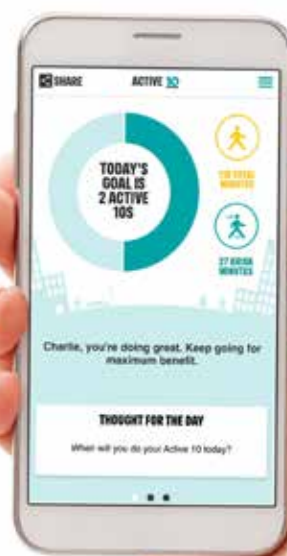 SHARE
ACTIVE 10
TODAY'S
GOAL IS
2 ACTIVE
10S
TOTAL
MINUTES
27 BRISK
MINUTES
Charlie, you're doing great. Keep going for
maximum benefit.
THOUGHT FOR THE DAY
When will you do your Active 10 today?